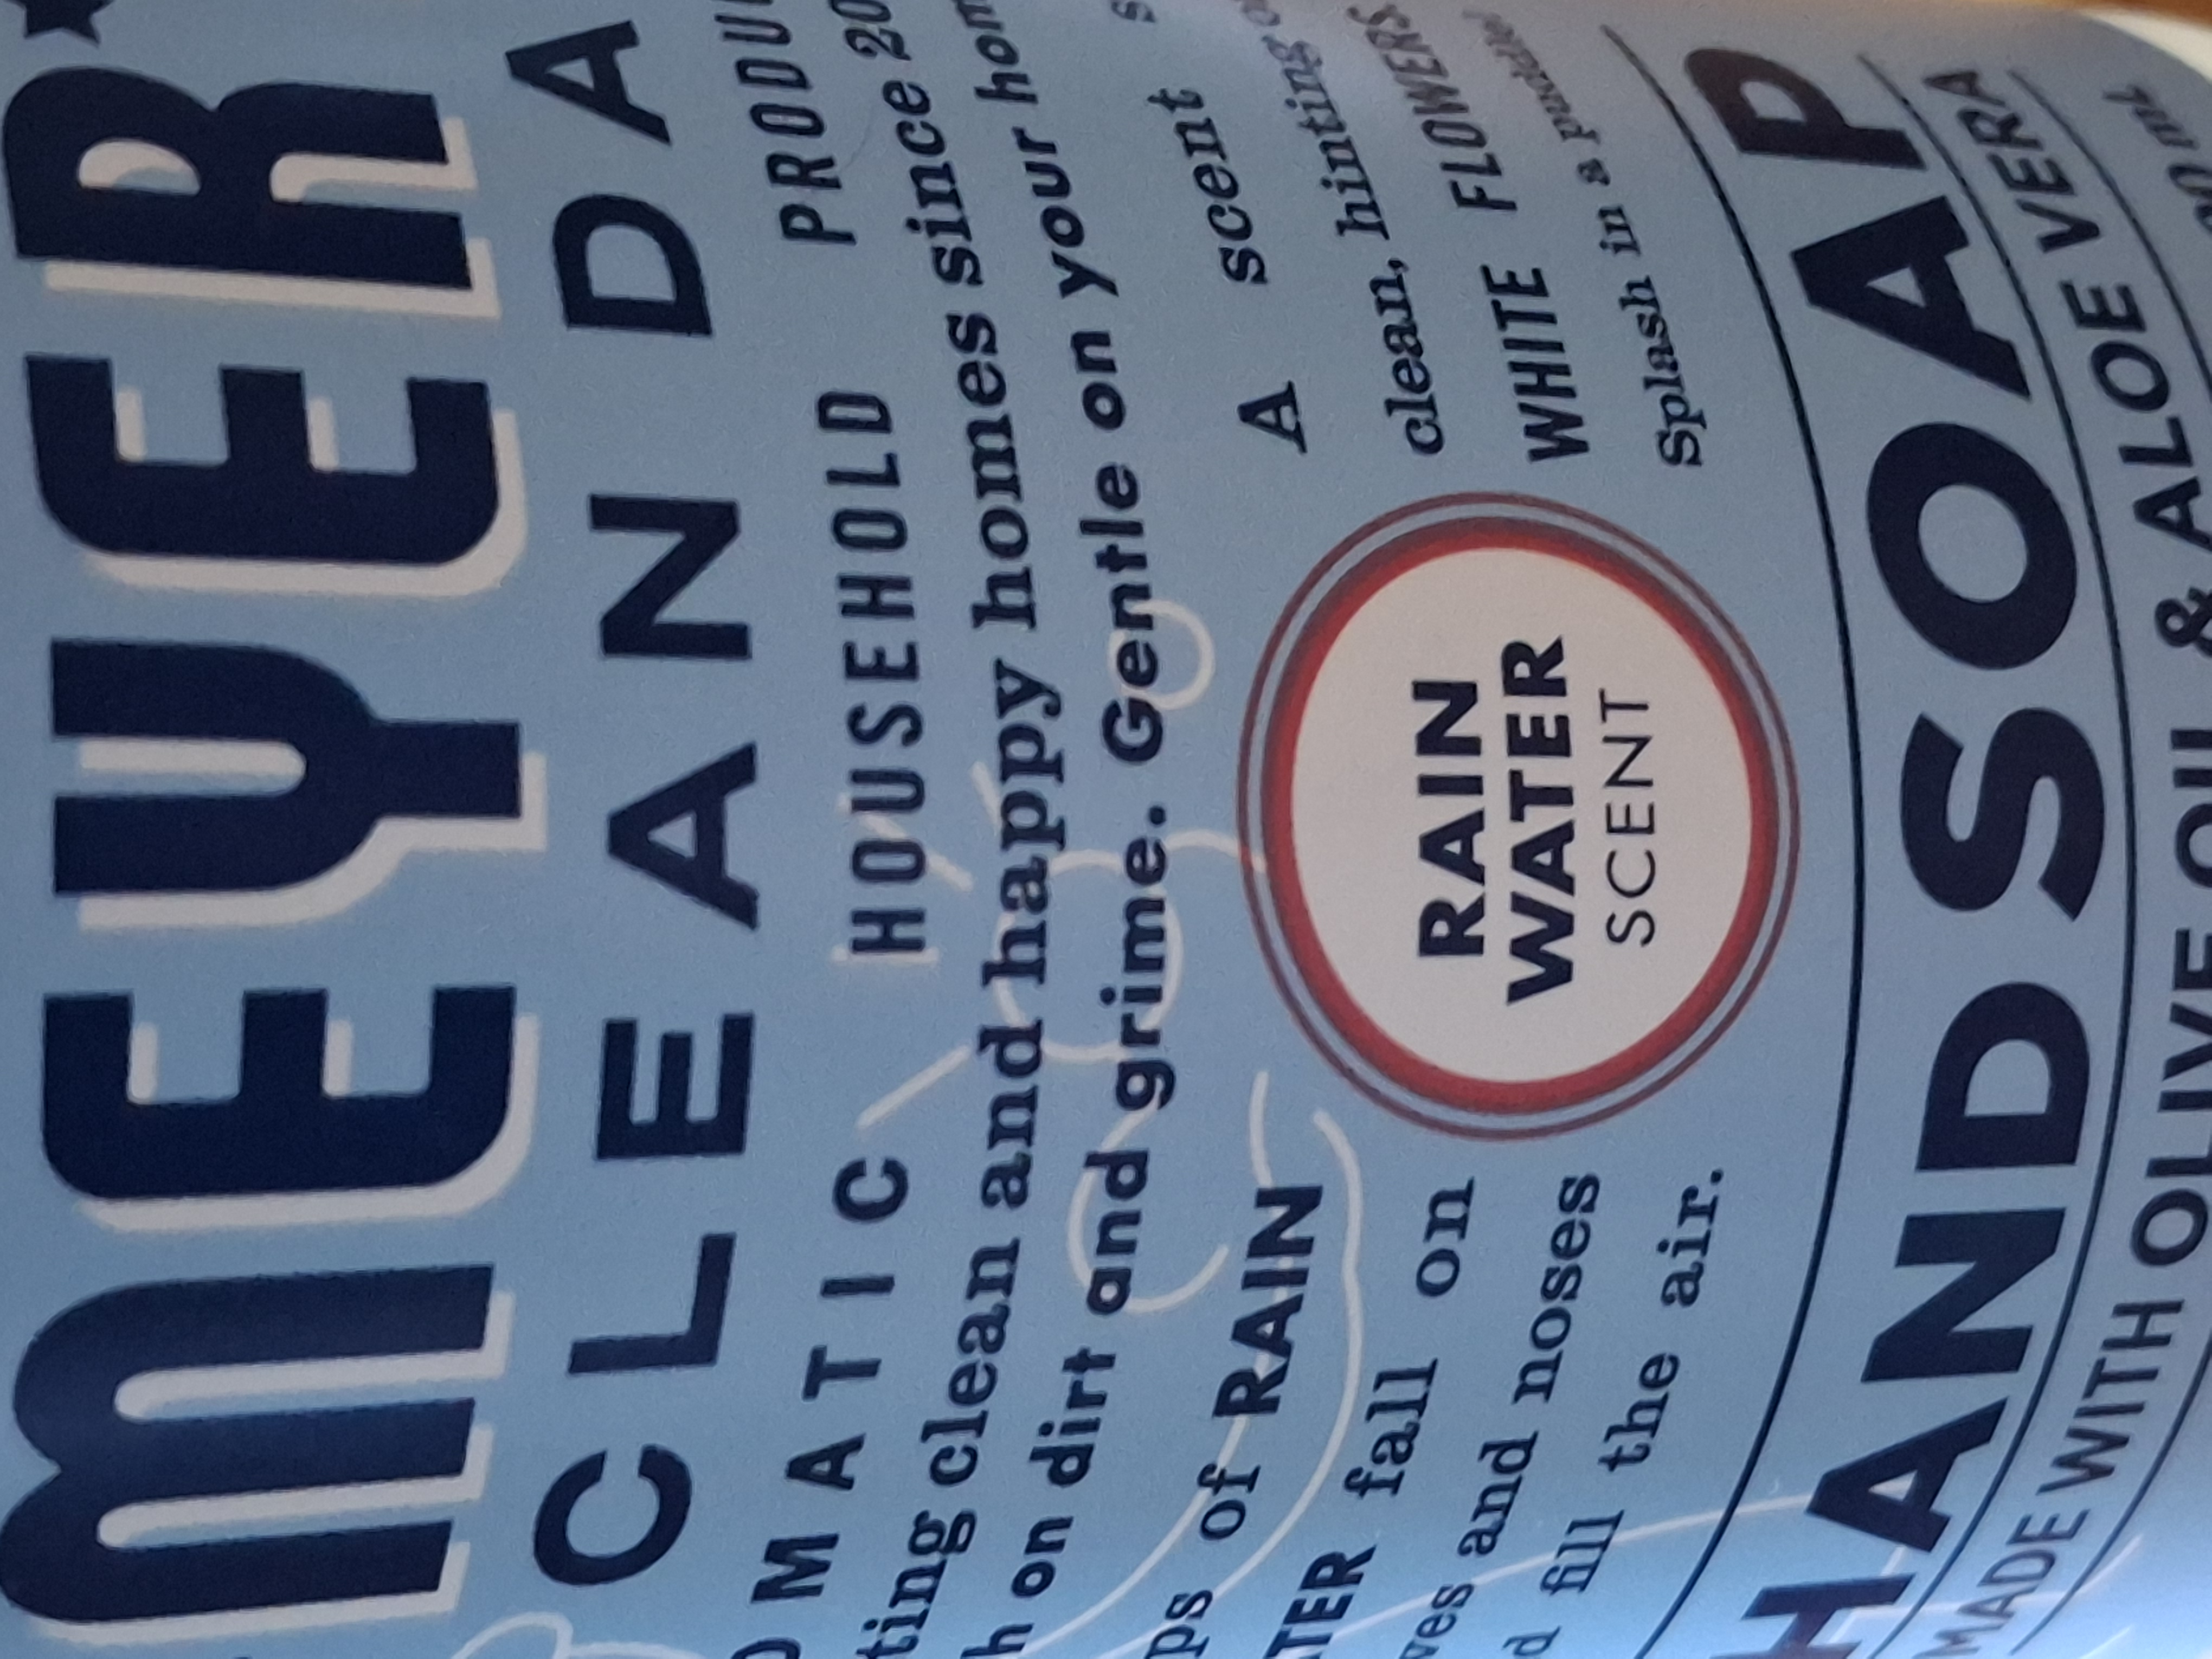 MEYER
CLEAN DA
MATIC HOUSEHOLD PRODU
ting clean and happy homes since 20
h on dirt and grime. Gentle on your hom
ps of RAIN
TER fall on
ves and noses
d fill the air.
RAIN
WATER
SCENT
A scent
clean, hinting
WHITE FLOWERS
Splash in a puddle
HAND SOAP
MADE WITH OLIVE OIL & ALOE VERA